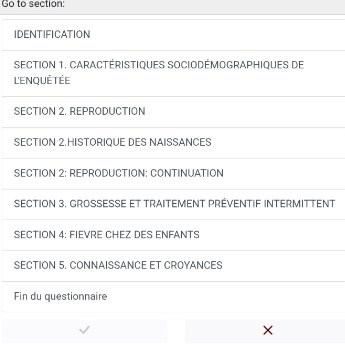 Go to section:
IDENTIFICATION
SECTION 1. CARACTÉRISTIQUES SOCIODÉMOGRAPHIQUES DE
L'ENQUÊTÉE
SECTION 2. REPRODUCTION
SECTION 2.HISTORIQUE DES NAISSANCES
SECTION 2: REPRODUCTION: CONTINUATION
SECTION 3. GROSSESSE ET TRAITEMENT PRÉVENTIF INTERMITTENT
SECTION 4: FIEVRE CHEZ DES ENFANTS
SECTION 5. CONNAISSANCE ET CROYANCES
Fin du questionnaire